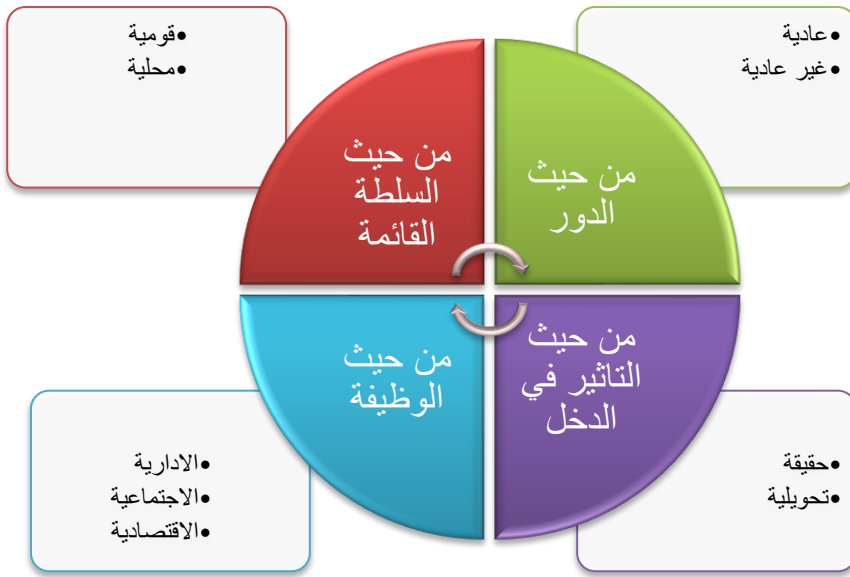 •عادية
•غير عادية
من حيث
الدور
•قومية
•محلية
من حيث
السلطة
القائمة
من حيث
التاثير في
الدخل
•حقيقة
•تحويلية
من حيث
الوظيفة
•الادارية
•الاجتماعية
•الاقتصادية